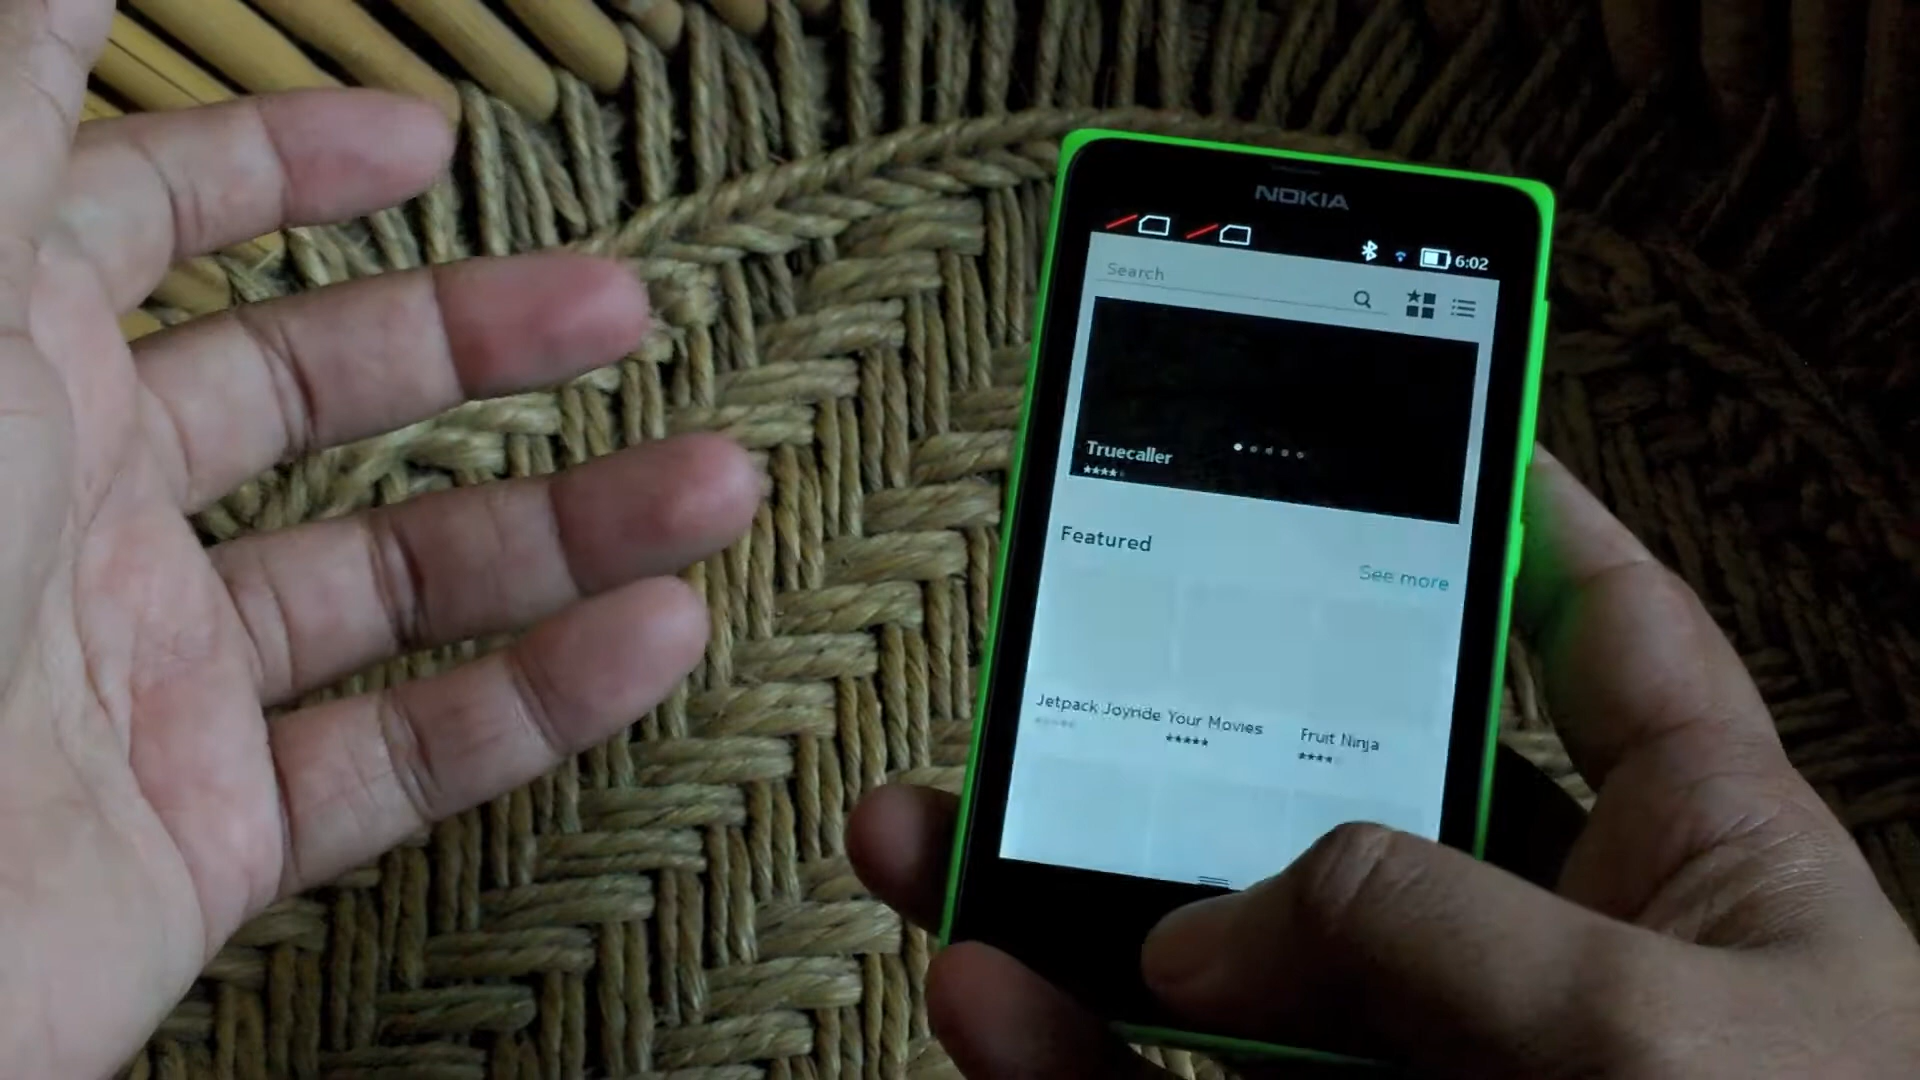 NOKIA
6:02
Search
Truecaller
Featured
See more
Jetpack Joyride Your Movies Fruit Ninja